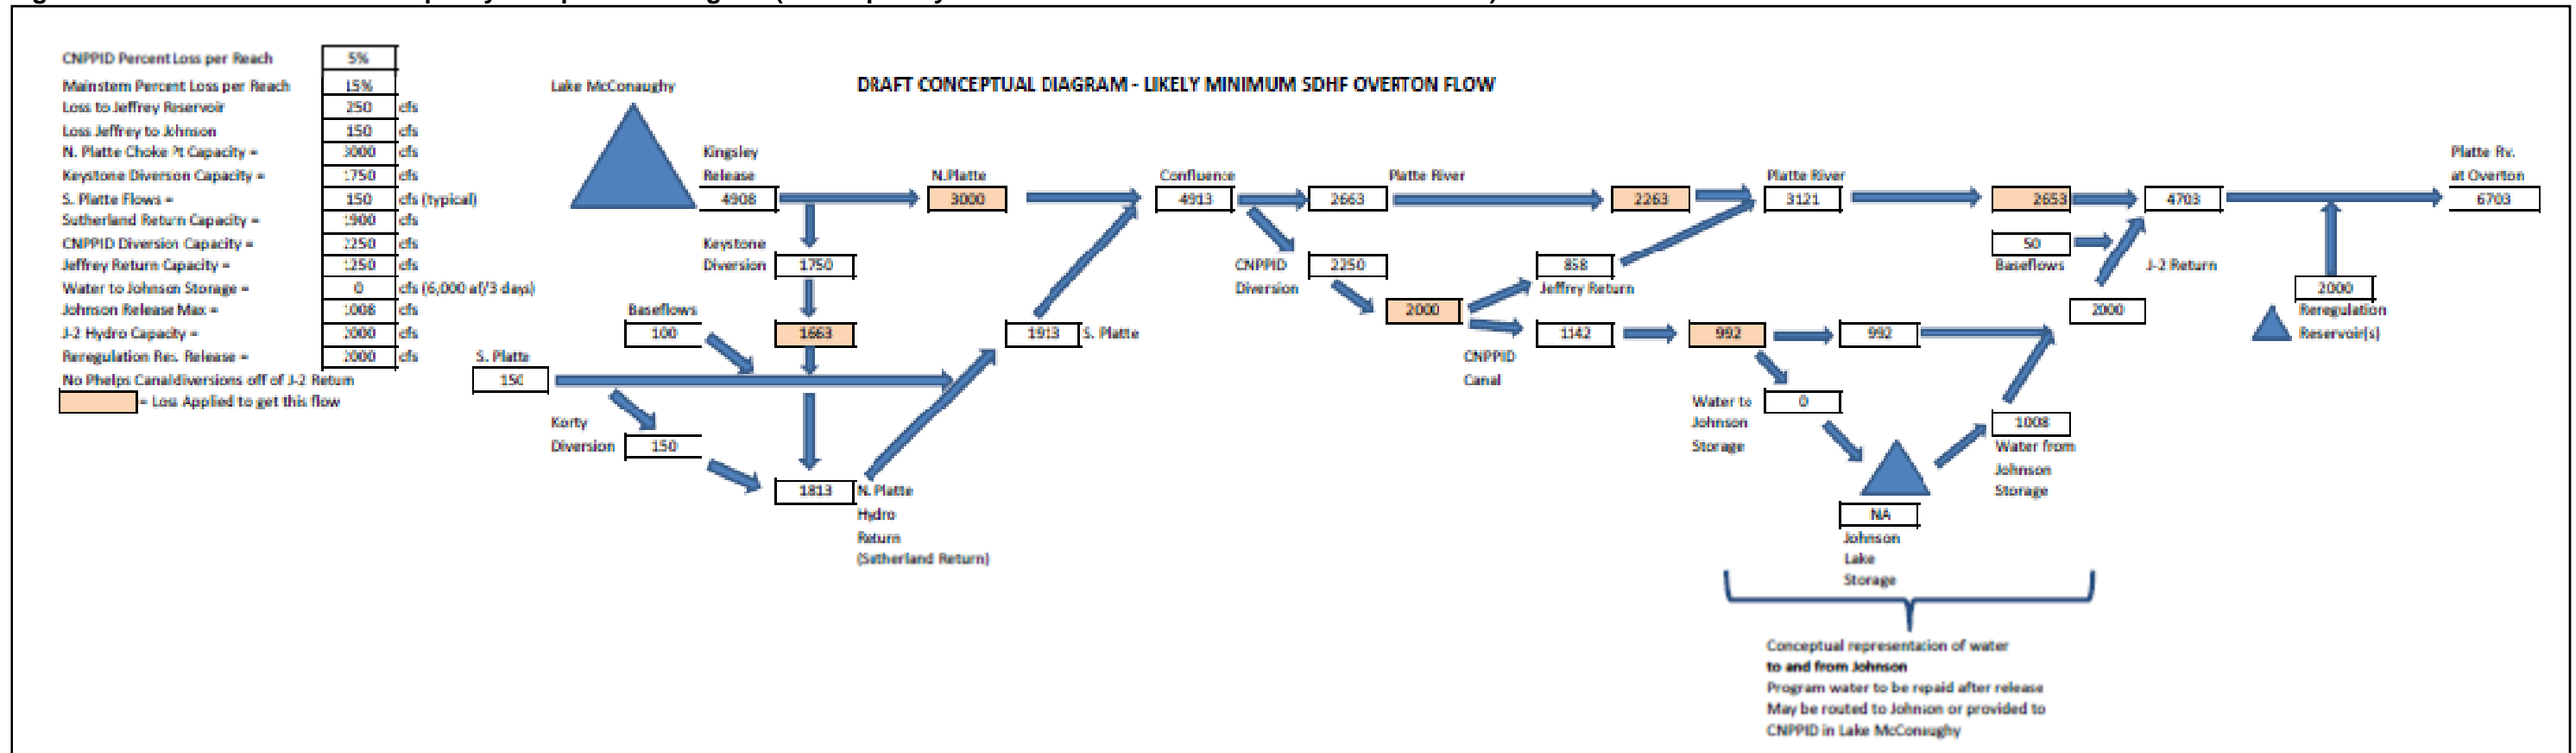 CNPPID Percent Loss per Reach 5%
Mainstem Percent Loss per Reach 15%
Loss to Jeffrey Reservoir 250 cfs
Loss Jeffrey to Johnson 150 cfs
N. Platte Choke Pt Capacity = 3000 cfs
Keystone Diversion Capacity = 1750 cfs
S. Platte Flows = 150 cfs (typical)
Sutherland Return Capacity = 1900 cfs
CNPPID Diversion Capacity = 2250 cfs
Jeffrey Return Capacity = 1250 cfs
Water to Johnson Storage = 0 cfs (6,000 af/3 days)
Johnson Release Max = 1008 cfs
J-2 Hydro Capacity = 2000 cfs
Reregulation Res. Release = 2000 cfs
No Phelps Canal diversions off of J-2 Return
= Loss Applied to get this flow
DRAFT CONCEPTUAL DIAGRAM - LIKELY MINIMUM SDHF OVERTON FLOW
Lake McConaughy
Kingsley
Release
4908
N.Platte
3000
Confluence
4913
2663
Platte River
2263
Platte River
3121
2653
4703
Platte Rv.
at Overton
6703
Keystone
Diversion
1750
Baseflows
100
1663
S. Platte
150
Korty
Diversion
150
1813
N. Platte
Hydro
Return
(Sutherland Return)
1913
S. Platte
CNPPID
Diversion
2250
2000
858
Jeffrey Return
1142
CNPPID
Canal
992
992
50
Baseflows
J-2 Return
2000
2000
Reregulation
Reservoir(s)
Water to
Johnson
Storage
0
1008
Water from
Johnson
Storage
NA
Johnson
Lake
Storage
Conceptual representation of water
to and from Johnson
Program water to be repaid after release
May be routed to Johnson or provided to
CNPPID in Lake McConaughy